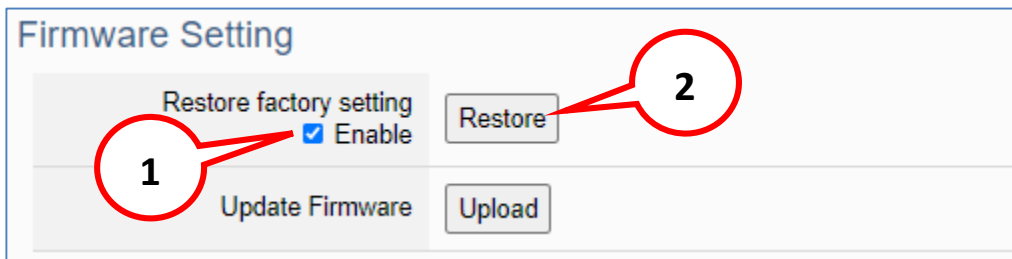 Firmware Setting
Restore factory setting
Enable
Restore
1
2
Update Firmware
Upload